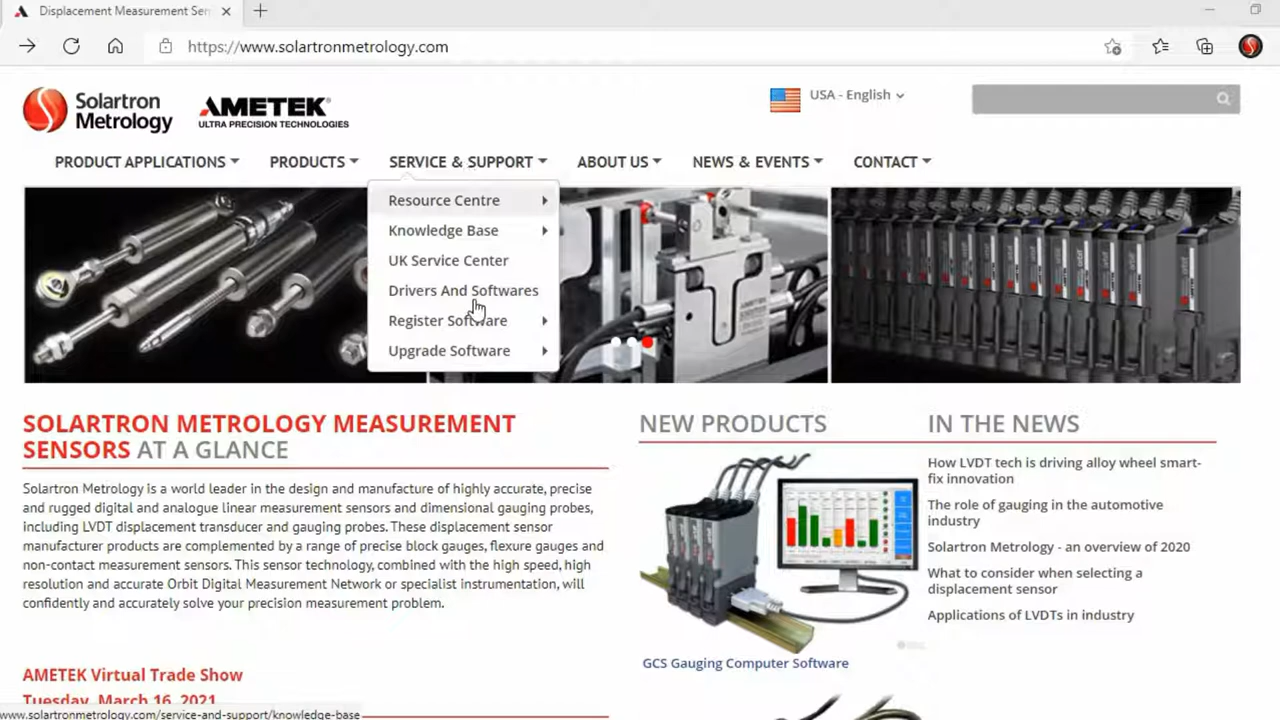 Displacement Measurement Sen
https://www.solartronmetrology.com
Solartron
Metrology
AMETEK
ULTRA PRECISION TECHNOLOGIES
USA - English
PRODUCT APPLICATIONS
PRODUCTS
SERVICE & SUPPORT
ABOUT US
NEWS & EVENTS
CONTACT
Resource Centre
Knowledge Base
UK Service Center
Drivers And Softwares
Register Software
Upgrade Software
AMETEK
SOLARTRON METROLOGY MEASUREMENT
SENSORS AT A GLANCE
Solartron Metrology is a world leader in the design and manufacture of highly accurate, precise
and rugged digital and analogue linear measurement sensors and dimensional gauging probes,
including LVDT displacement transducer and gauging probes. These displacement sensor
manufacturer products are complemented by a range of precise block gauges, flexure gauges and
non-contact measurement sensors. This sensor technology, combined with the high speed, high
resolution and accurate Orbit Digital Measurement Network or specialist instrumentation, will
confidently and accurately solve your precision measurement problem.
AMETEK Virtual Trade Show
Tuesday, March 16, 2021
NEW PRODUCTS
GCS Gauging Computer Software
IN THE NEWS
How LVDT tech is driving alloy wheel smart-
fix innovation
The role of gauging in the automotive
industry
Solartron Metrology - an overview of 2020
What to consider when selecting a
displacement sensor
Applications of LVDTs in industry
www.solartronmetrology.com/service-and-support/knowledge-base